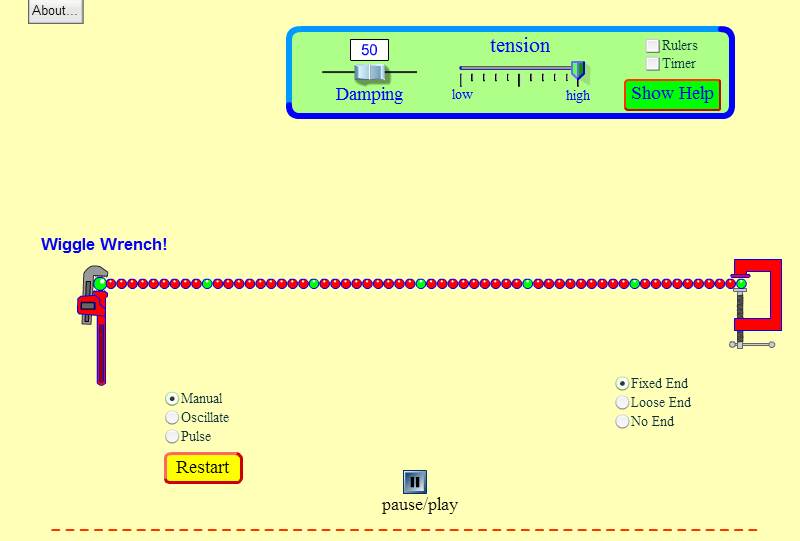 About...
50
Damping
tension
low
high
Rulers
Timer
Show Help
Wiggle Wrench!
Manual
Oscillate
Pulse
Restart
Fixed End
Loose End
No End
pause/play